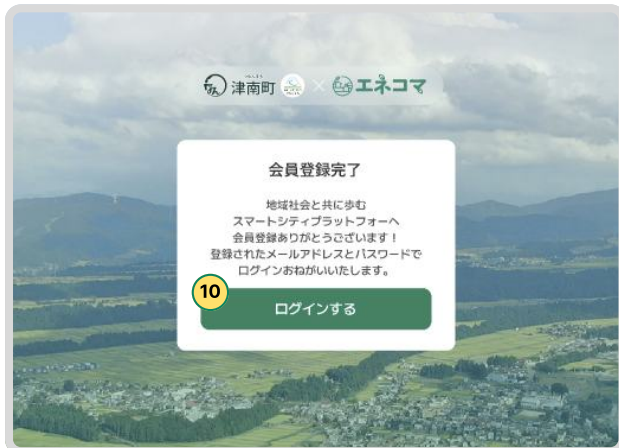 津南町 × エネコマ
会員登録完了
地域社会と共に歩む
スマートシティプラットフォーへ
会員登録ありがとうございます！
登録されたメールアドレスとパスワードで
ログインおねがいいたします。
10
ログインする